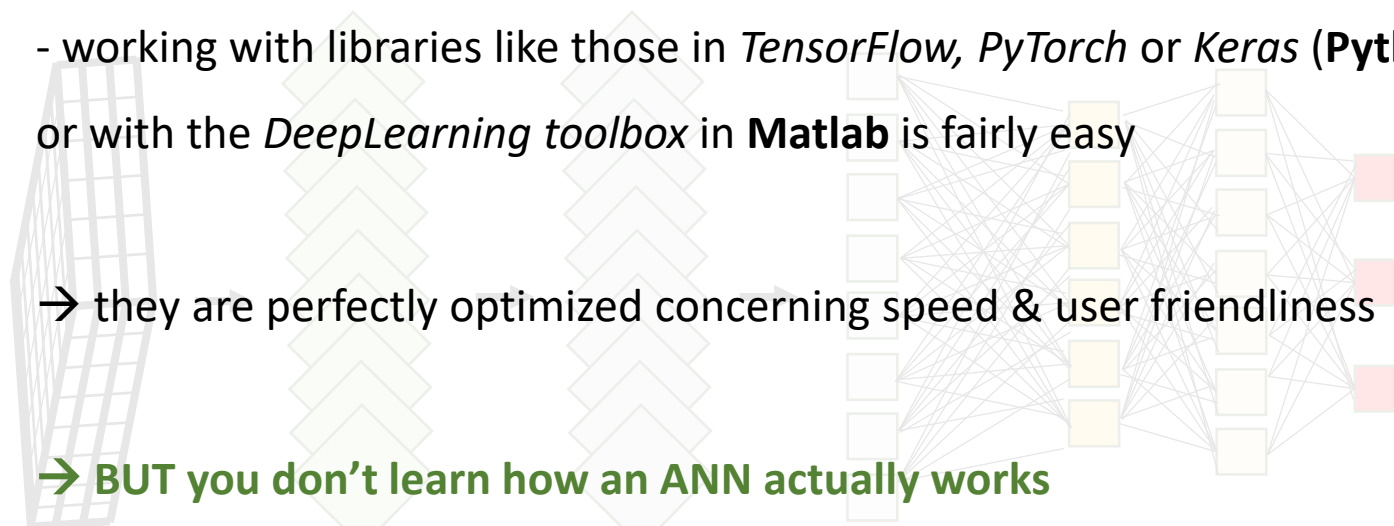 - working with libraries like those in TensorFlow, PyTorch or Keras (
or with the DeepLearning toolbox in Matlab is fairly easy
→ they are perfectly optimized concerning speed & user friendliness
→ BUT you don’t learn how an ANN actually works